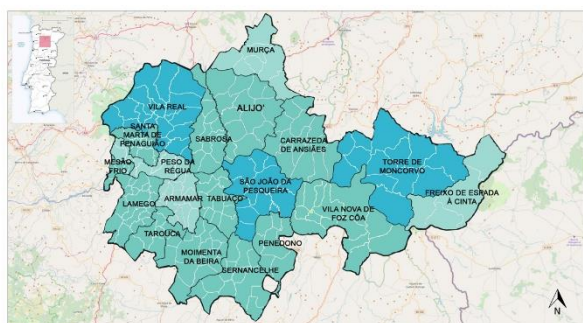 MURÇA
VILA REAL
ALIJO'
SANTA
MARTA DE
PENAGUIÃO
SABROSA
CARRAZEDA
DE ANSIÃES
MESÃO
FRIO
PESO DA
RÉGUA
TORRE DE
MONCORVO
SÃO JOÃO DA
PESQUEIRA
FREIXO DE ESPADA
À CINTA
LAMEGO
ARMAMAR
TABUAÇO
VILA NOVA DE
FOZ CÔA
TAROUCA
MOIMENTA
DA BEIRA
PENEDONO
SERNANCELHE
N